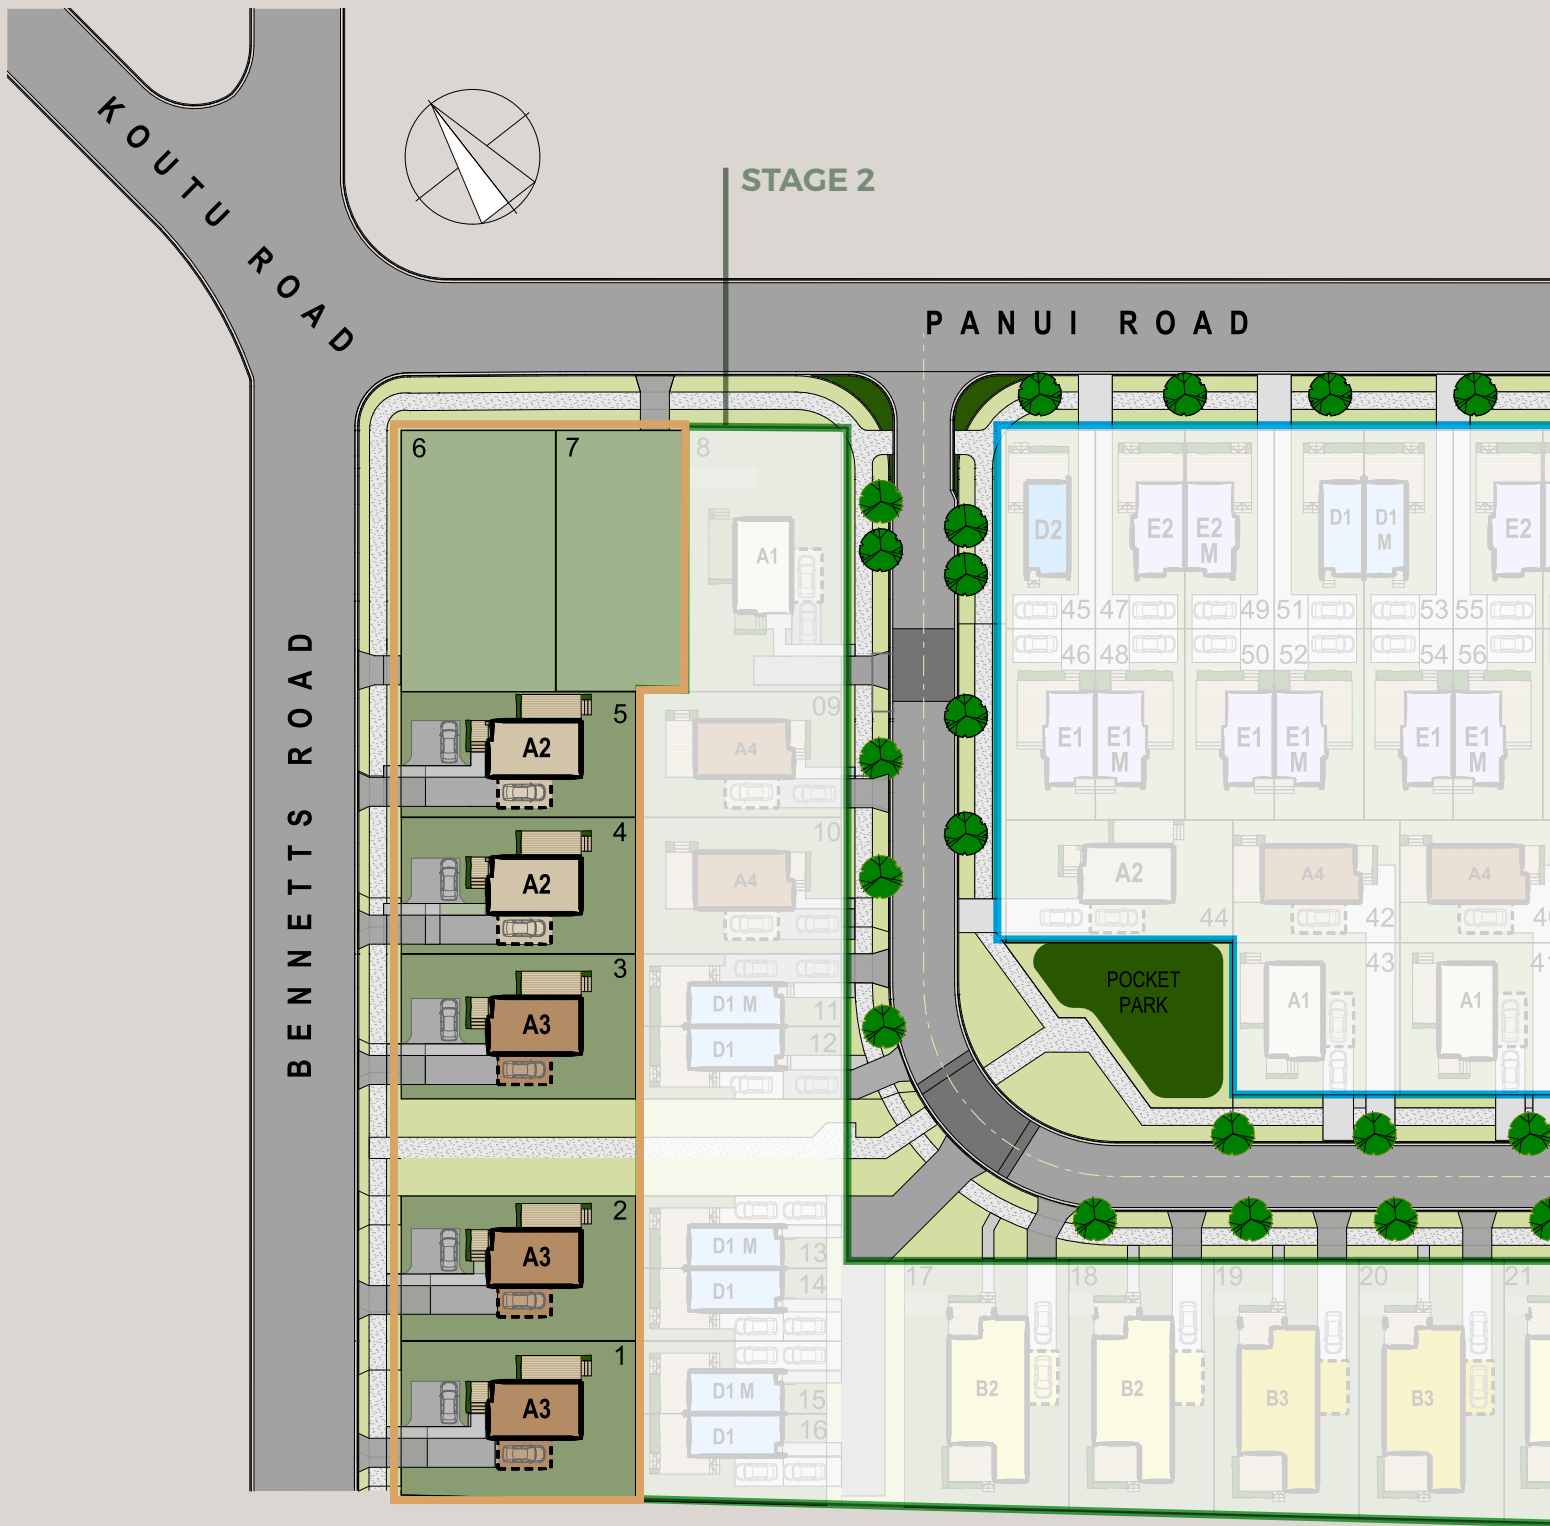 KOUTU ROAD
STAGE 2
PANUI ROAD
BENNETTS ROAD
6
7
8
A1
5
A2
09
A4
4
A2
10
A4
3
A3
D1 M
11
D1
12
2
A3
D1 M
13
D1
14
1
A3
D1 M
15
D1
16
D2
E2
E2
M
D1
D1
M
E2
45
47
49
51
53
55
46
48
50
52
54
56
E1
E1
M
E1
E1
M
E1
E1
M
A2
44
A4
42
A4
POCKET
PARK
A1
43
A1
17
18
19
20
21
B2
B2
B3
B3